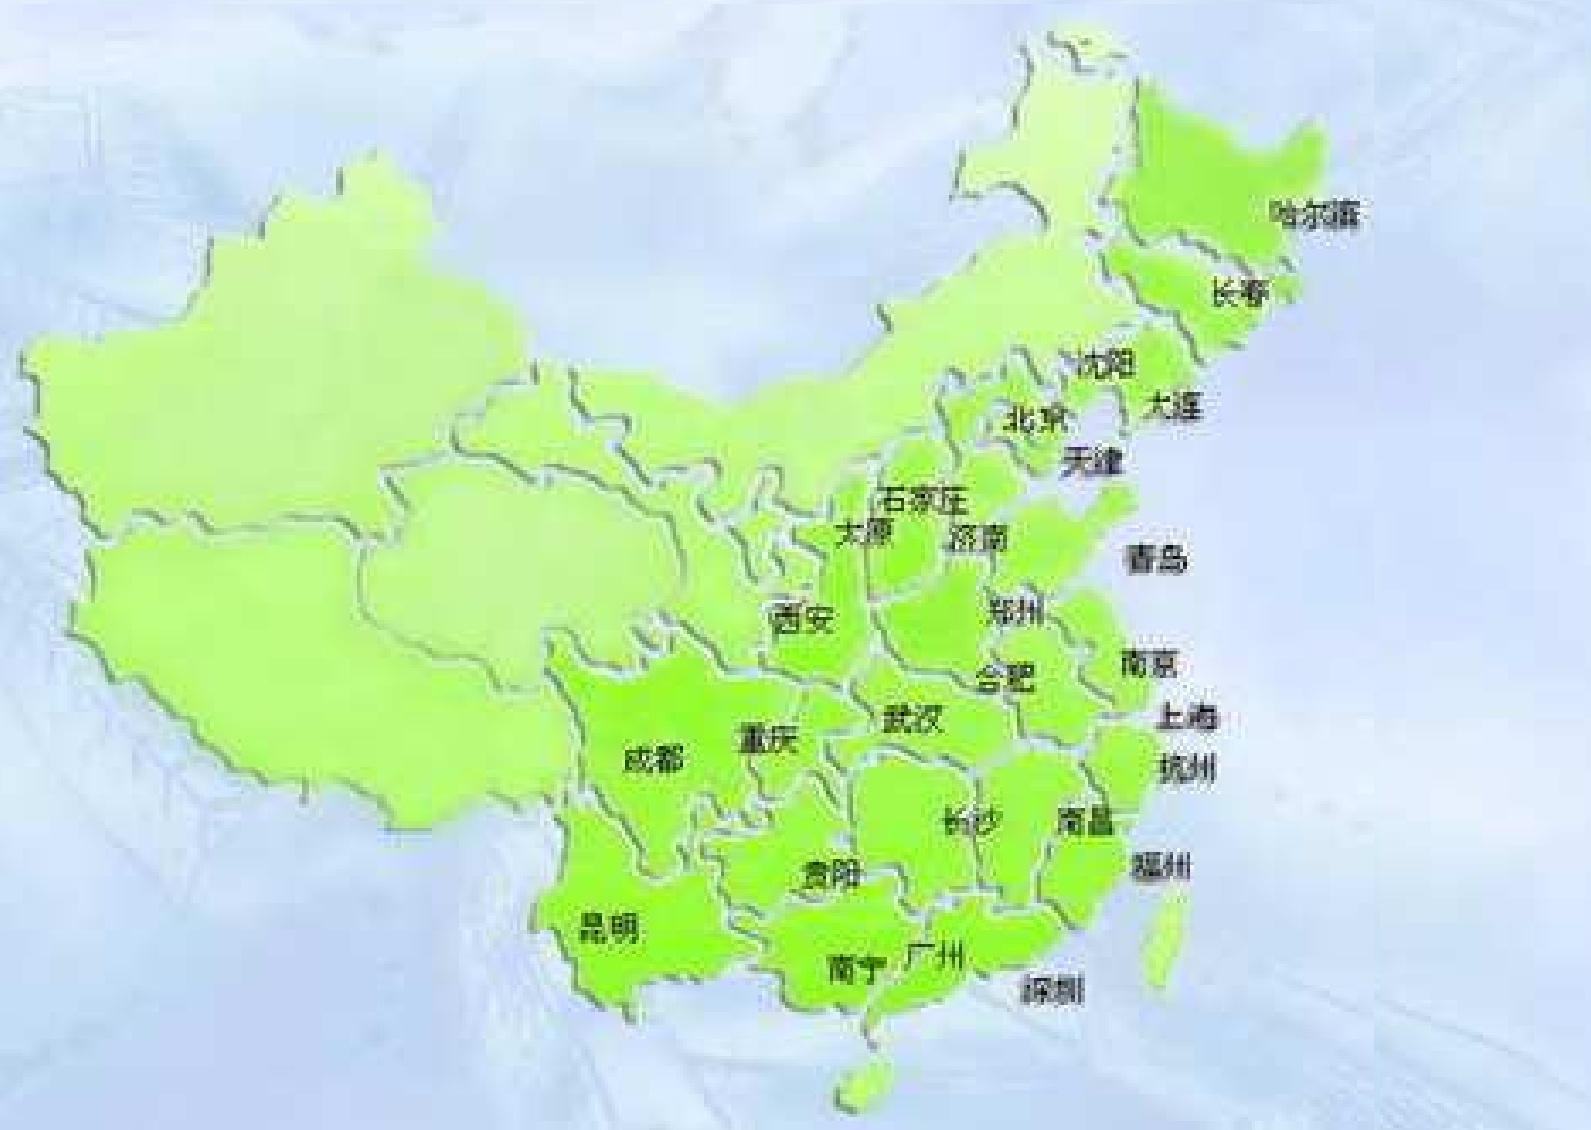 哈尔滨
长春
沈阳
大连
北京
天津
石家庄
太原
济南
青岛
西安
郑州
南京
合肥
上海
武汉
重庆
成都
杭州
长沙
南昌
福州
贵阳
昆明
南宁
广州
深圳